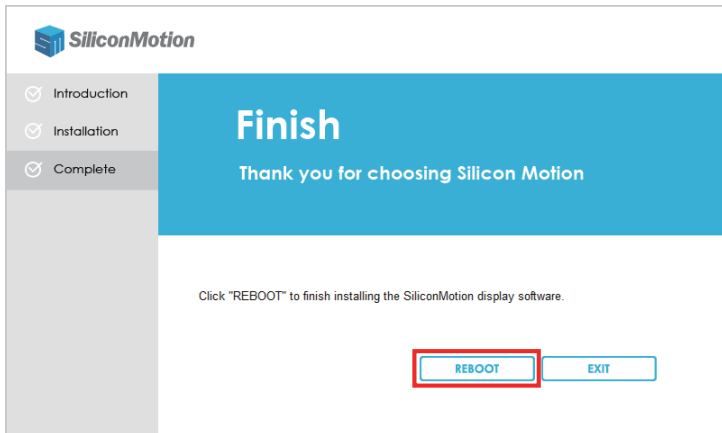 SiliconMotion
Introduction
Installation
Complete
Finish
Thank you for choosing Silicon Motion
Click "REBOOT" to finish installing the SiliconMotion display software.
REBOOT
EXIT